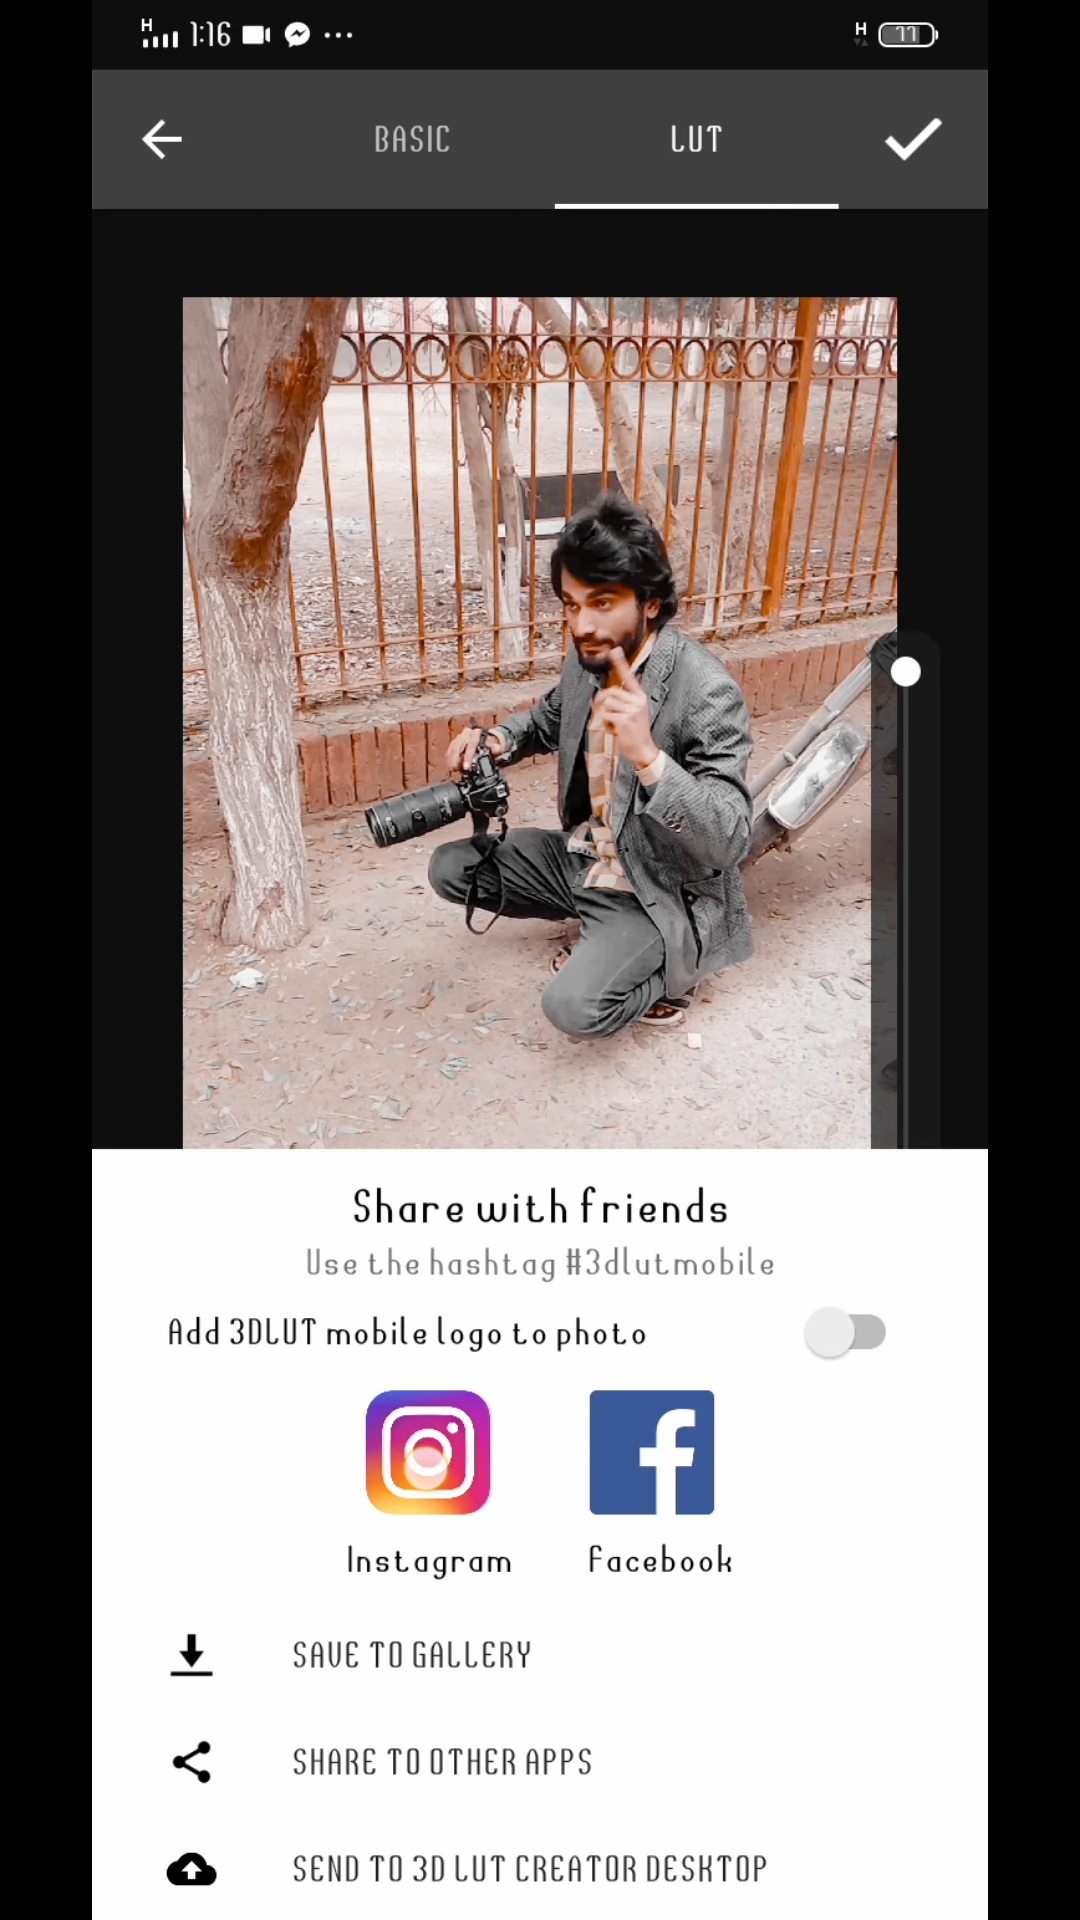 H 1:16 H 77
BASIC LUT
Share with friends
Use the hashtag #3dlutmobile
Add 3DLUT mobile logo to photo
Instagram Facebook
SAVE TO GALLERY
SHARE TO OTHER APPS
SEND TO 3D LUT CREATOR DESKTOP